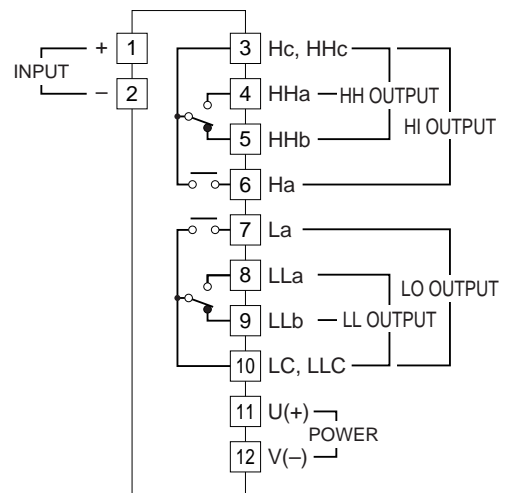 INPUT
+ 1
– 2
3 Hc, HHc
4 HHa HH OUTPUT
5 HHb
HI OUTPUT
6 Ha
7 La
8 LLa
LO OUTPUT
9 LLb LL OUTPUT
10 LC, LLC
11 U(+)
POWER
12 V(–)